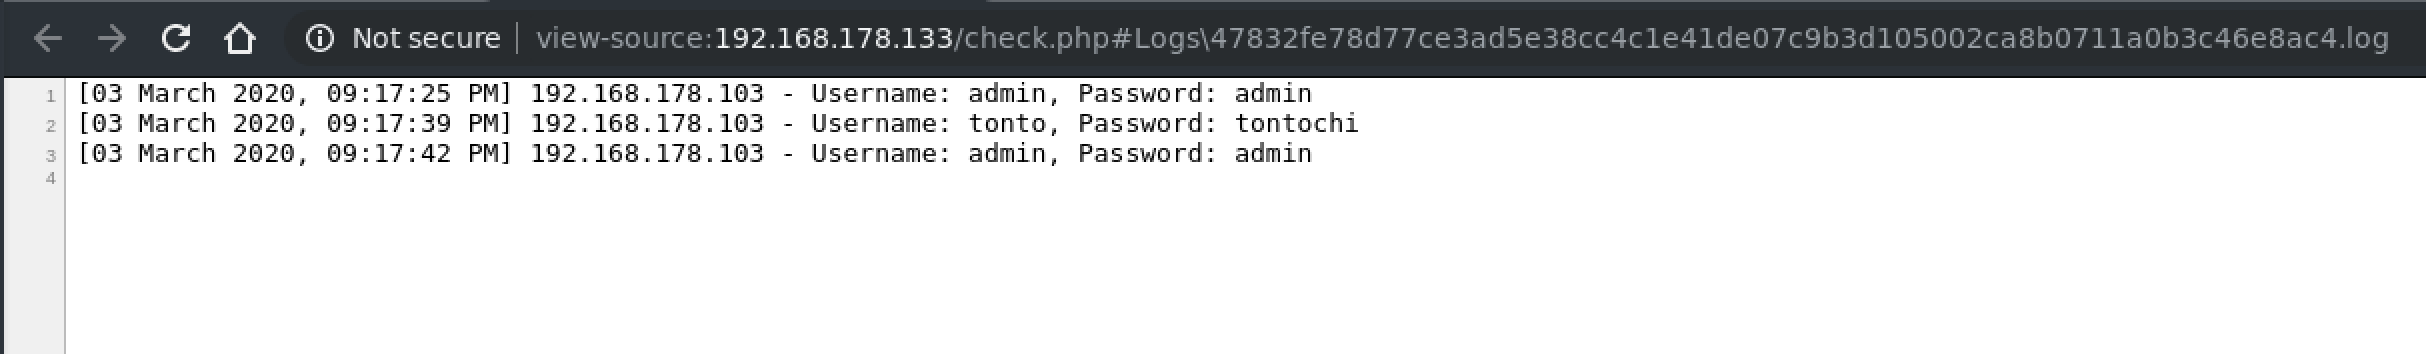 Not secure | view-source:192.168.178.133/check.php#Logs\47832fe78d77ce3ad5e38cc4c1e41de07c9b3d105002ca8b0711a0b3c46e8ac4.log
1 [03 March 2020, 09:17:25 PM] 192.168.178.103 - Username: admin, Password: admin
2 [03 March 2020, 09:17:39 PM] 192.168.178.103 - Username: tonto, Password: tontochi
3 [03 March 2020, 09:17:42 PM] 192.168.178.103 - Username: admin, Password: admin
4